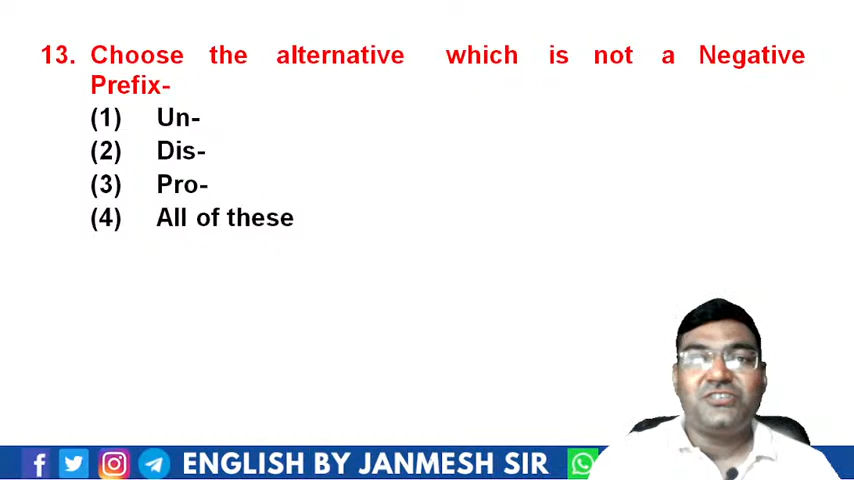 13. Choose the alternative which is not a Negative
Prefix-
(1) Un-
(2) Dis-
(3) Pro-
(4) All of these
ENGLISH BY JANMESH SIR